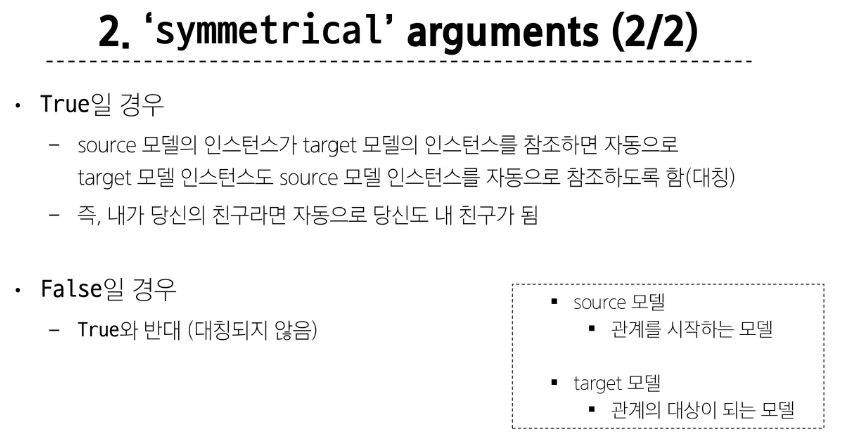 2. ‘symmetrical’ arguments (2/2)
• True일 경우
– source 모델의 인스턴스가 target 모델의 인스턴스를 참조하면 자동으로
target 모델 인스턴스도 source 모델 인스턴스를 자동으로 참조하도록 함(대칭)
– 즉, 내가 당신의 친구라면 자동으로 당신도 내 친구가 됨
• False일 경우
– True와 반대 (대칭되지 않음)
▪ source 모델
▪ 관계를 시작하는 모델
▪ target 모델
▪ 관계의 대상이 되는 모델